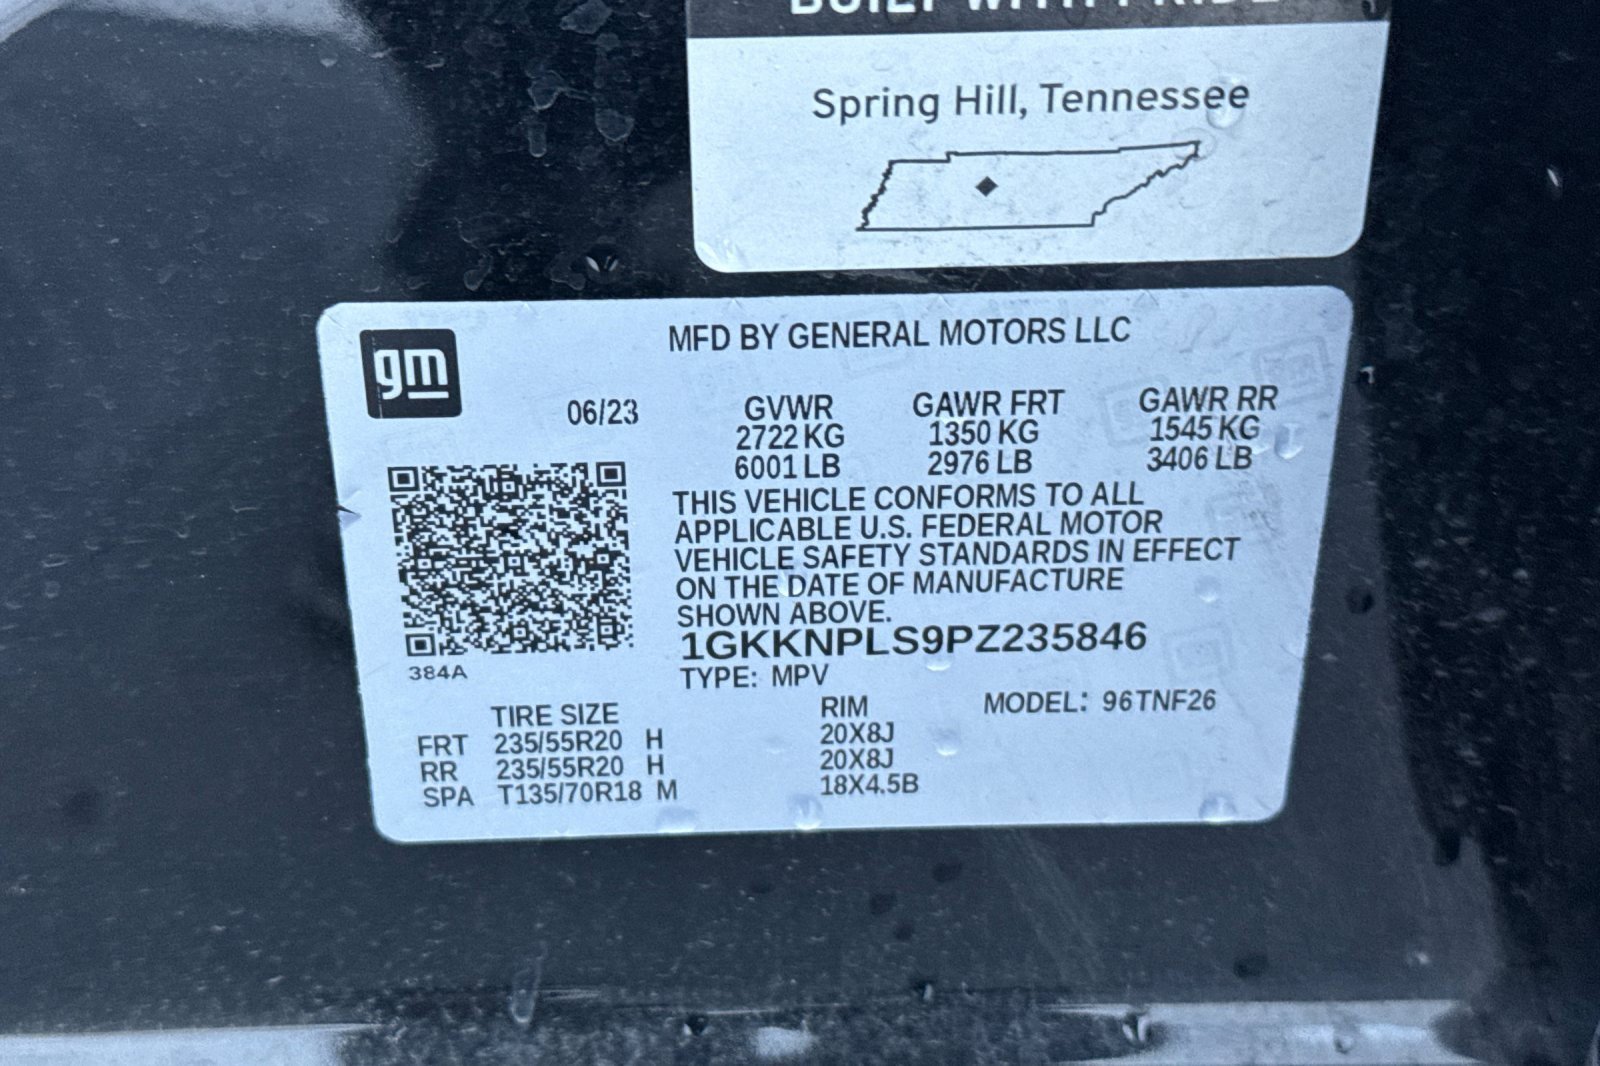 BUILT WITH PRIDE
Spring Hill, Tennessee
gm
MFD BY GENERAL MOTORS LLC
06/23 GVWR GAWR FRT GAWR RR
2722 KG 1350 KG 1545 KG
6001 LB 2976 LB 3406 LB
THIS VEHICLE CONFORMS TO ALL
APPLICABLE U.S. FEDERAL MOTOR
VEHICLE SAFETY STANDARDS IN EFFECT
ON THE DATE OF MANUFACTURE
SHOWN ABOVE.
1GKKNPLS9PZ235846
384A
TYPE: MPV
TIRE SIZE RIM MODEL: 96TNF26
FRT 235/55R20 H 20X8J
RR 235/55R20 H 20X8J
SPA T135/70R18 M 18X4.5B